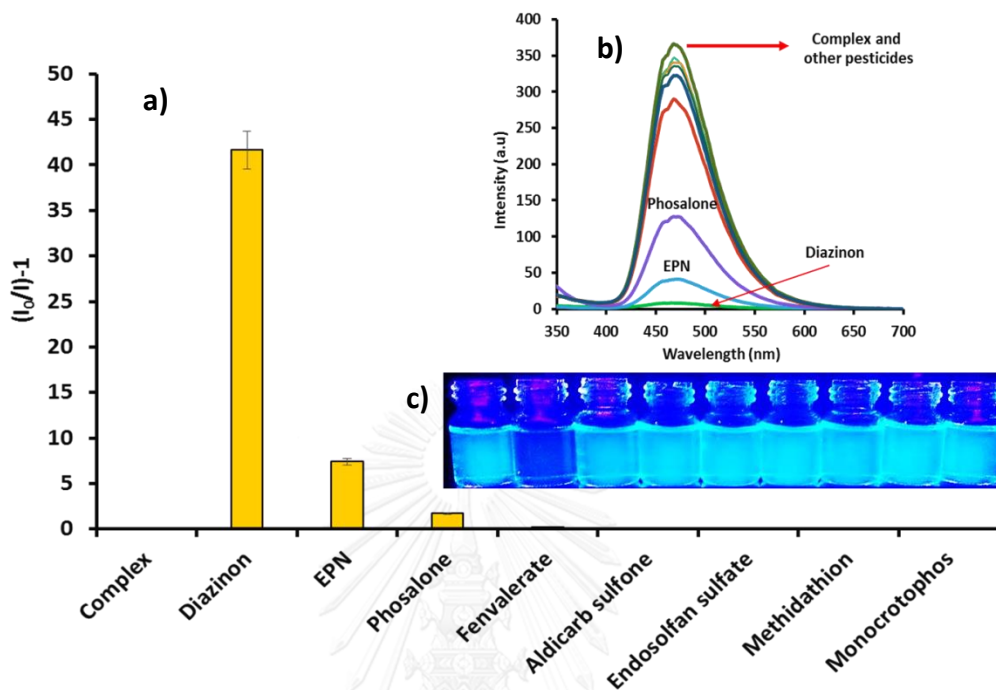 a)
(I₀/I)-1
50
45
40
35
30
25
20
15
10
5
0
Complex
Diazinon
EPN
Phosalone
Fenvalerate
Aldicarb sulfone
Endosolfan sulfate
Methidathion
Monocrotophos
b)
Intensity (a.u)
400
350
300
250
200
150
100
50
0
350
400
450
500
550
600
650
700
Wavelength (nm)
Complex and
other pesticides
Phosalone
Diazinon
EPN
c)